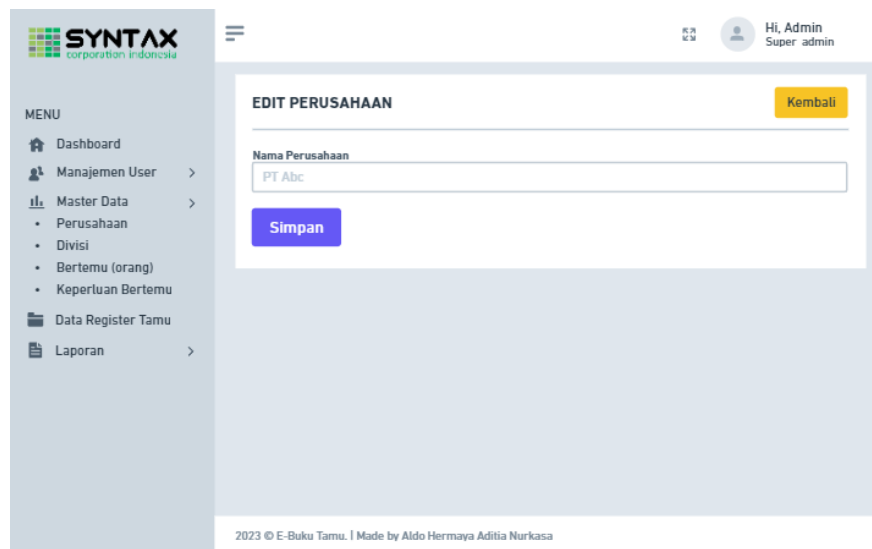 SYNTAX
corporation indonesia
Hi, Admin
Super admin
MENU
Dashboard
Manajemen User
Master Data
Perusahaan
Divisi
Bertemu (orang)
Keperluan Bertemu
Data Register Tamu
Laporan
EDIT PERUSAHAAN
Kembali
Nama Perusahaan
PT Abc
Simpan
2023 © E-Buku Tamu. | Made by Aldo Hermaya Aditia Nurkasa